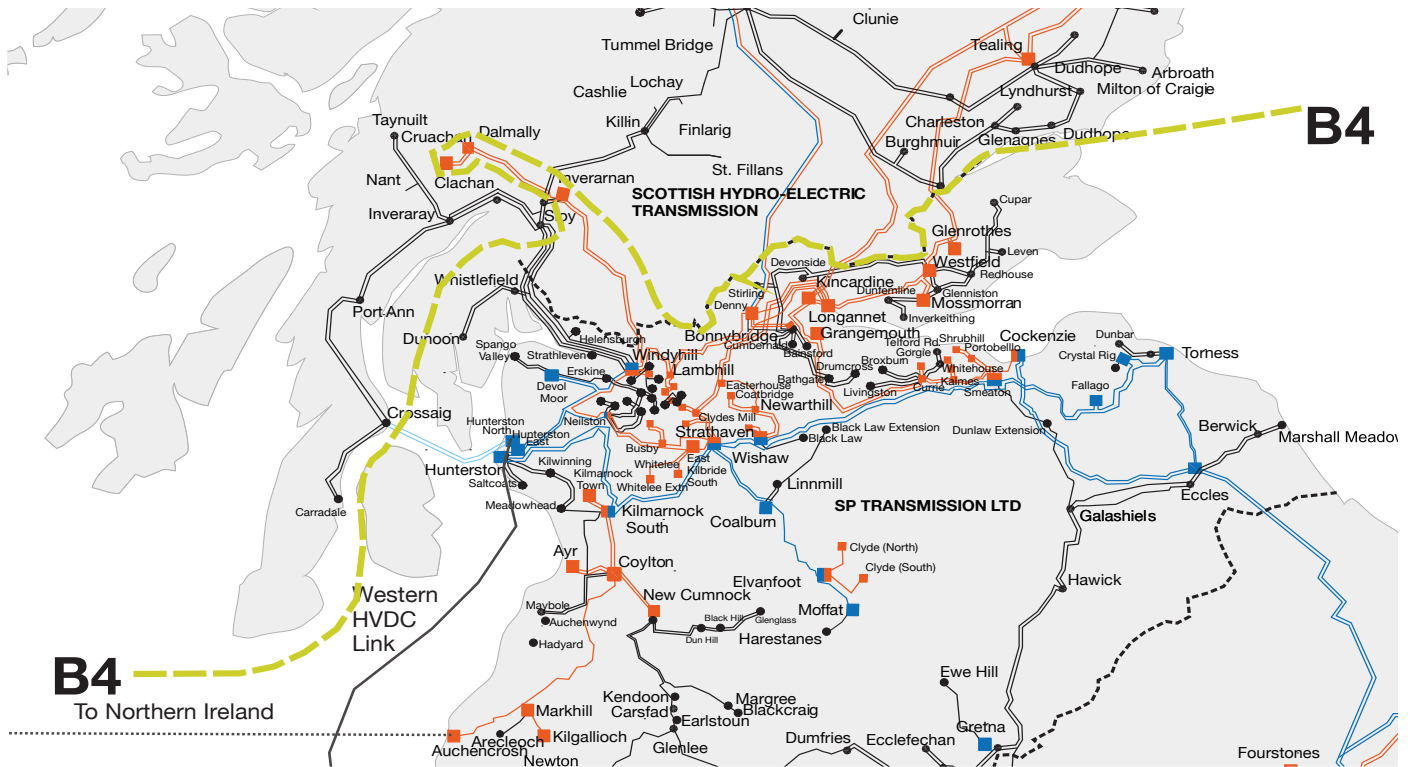 Clunie
Tummel Bridge
Tealing
Dudhope
Arbroath
Milton of Craigie
Lochay
Cashlie
Lyndhurst
Taynuilt
Cruachan
Dalmally
Killin
Finlarig
Charleston
Burghmuir
Glenagnes
Dudhope
B4
St. Fillans
Nant
Clachan
Inverarnan
SCOTTISH HYDRO-ELECTRIC
TRANSMISSION
Cupar
Inveraray
Sloy
Glenrothes
Leven
Devonside
Westfield
Redhouse
Whistlefield
Kincardine
Dunfermline
Glenniston
Mossmorran
Stirling
Denny
Port Ann
Longannet
Inverkeithing
Dunoon
Helensburgh
Bonnybridge
Grangemouth
Cumbernald
Bainsford
Telford Rd.
Gorgie
Shrubhill
Portobelllo
Cockenzie
Dunbar
Crystal Rig
Torness
Spango
Valley
Strathleven
Windyhill
Lambhill
Broxburn
Drumcross
Whitehouse
Erskine
Bathgate
Livingston
Currie
Kaimes
Smeaton
Fallago
Devol
Moor
Easterhouse
Coatbridge
Newarthill
Crossaig
Hunterston
North
Hunterston
East
Neilston
Clydes Mill
Strathaven
Black Law Extension
Black Law
Dunlaw Extension
Berwick
Marshall Meadow
Busby
East
Kilbride
South
Wishaw
Hunterston
Saltcoats
Kilwinning
Kilmarnock
Town
Whitelee
Whitelee Extn
Linnmill
Eccles
Carradale
Meadowhead
Kilmarnock
South
Coalburn
SP TRANSMISSION LTD
Galashiels
Ayr
Coylton
Clyde (North)
Clyde (South)
Elvanfoot
Hawick
Western
HVDC
Link
New Cumnock
Moffat
Maybole
Auchenwynd
Black Hill
Glenglass
Dun Hill
Harestanes
Hadyard
B4
To Northern Ireland
Ewe Hill
Kendoon
Carsfad
Margree
Blackcraig
Markhill
Earlstoun
Gretna
Auchencrosh
Arecleoch
Kilgallioch
Newton
Glenlee
Dumfries
Ecclefechan
Fourstones